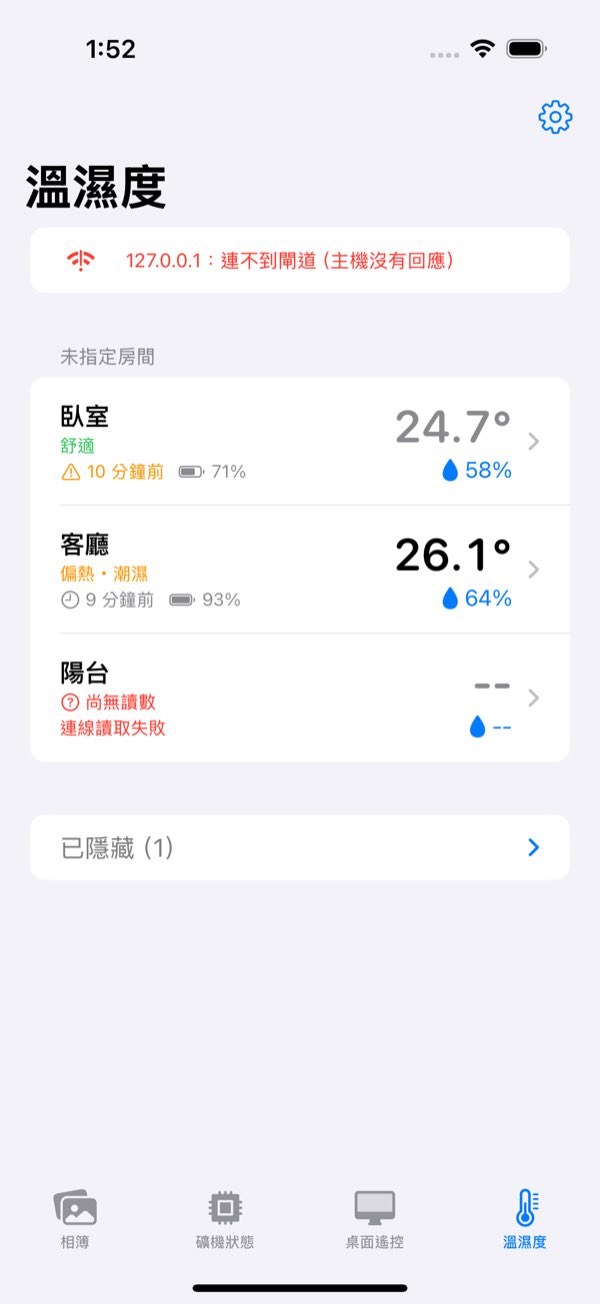 1:52
溫濕度
127.0.0.1：連不到閘道（主機沒有回應）
未指定房間
臥室
24.7°
舒適
10 分鐘前 71%
58%
客廳
26.1°
偏熱・潮濕
9 分鐘前 93%
64%
陽台
--
尚無讀數
連線讀取失敗
--
已隱藏 (1)
相簿
礦機狀態
桌面遙控
溫濕度